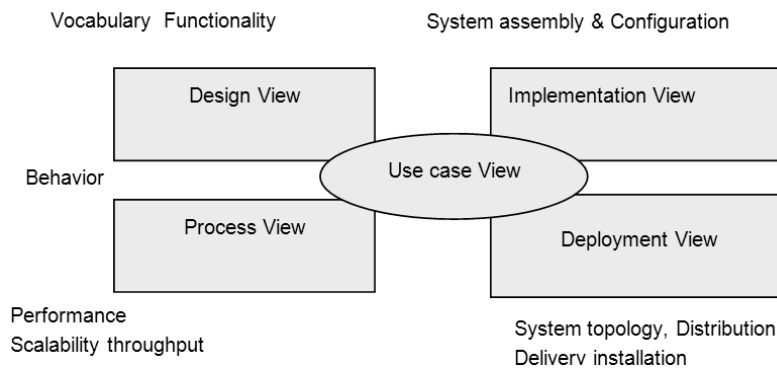 Vocabulary Functionality
System assembly & Configuration
Design View
Implementation View
Use case View
Behavior
Process View
Deployment View
Performance
Scalability throughput
System topology, Distribution
Delivery installation